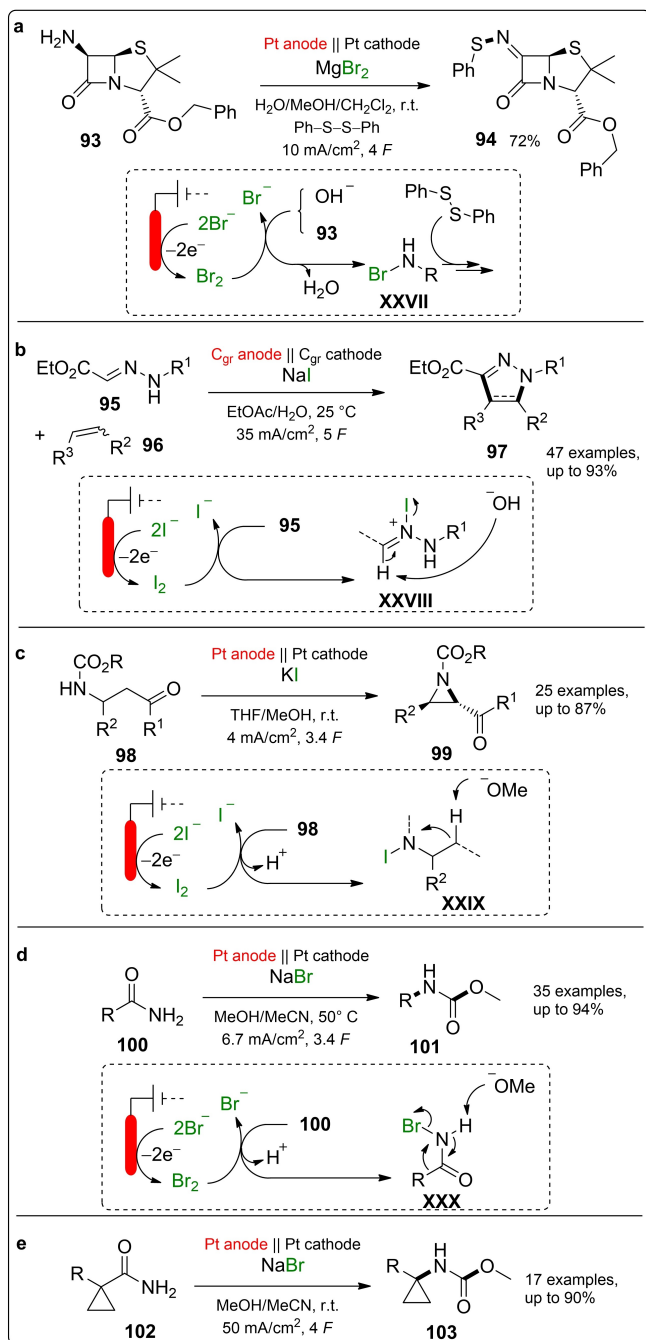 a
H₂N
S
N
O
O
O
Ph
93
Pt anode || Pt cathode
MgBr₂
H₂O/MeOH/CH₂Cl₂, r.t.
Ph–S–S–Ph
10 mA/cm², 4 F
S
N
Ph
S
N
O
O
O
Ph
94 72%
2Br⁻
–2e⁻
Br₂
Br⁻
OH⁻
93
H₂O
Ph
S
S
Ph
H
N
Br
R
XXVII
b
EtO₂C
N
N
H
R¹
95
+
R³
R²
96
C_gr anode || C_gr cathode
NaI
EtOAc/H₂O, 25 °C
35 mA/cm², 5 F
EtO₂C
N
N
R¹
R³
R²
97
47 examples,
up to 93%
2I⁻
–2e⁻
I₂
I⁻
95
I
+
N
N
H
R¹
H
⁻OH
XXVIII
c
CO₂R
HN
O
R²
R¹
98
Pt anode || Pt cathode
KI
THF/MeOH, r.t.
4 mA/cm², 3.4 F
CO₂R
N
R²
R¹
O
99
25 examples,
up to 87%
2I⁻
–2e⁻
I₂
I⁻
98
H⁺
⁻OMe
H
N
I
R²
XXIX
d
O
R
NH₂
100
Pt anode || Pt cathode
NaBr
MeOH/MeCN, 50° C
6.7 mA/cm², 3.4 F
H
R
N
O
O
101
35 examples,
up to 94%
2Br⁻
–2e⁻
Br₂
Br⁻
100
H⁺
⁻OMe
Br
H
N
R
O
XXX
e
O
R
NH₂
102
Pt anode || Pt cathode
NaBr
MeOH/MeCN, r.t.
50 mA/cm², 4 F
R
H
N
O
O
103
17 examples,
up to 90%